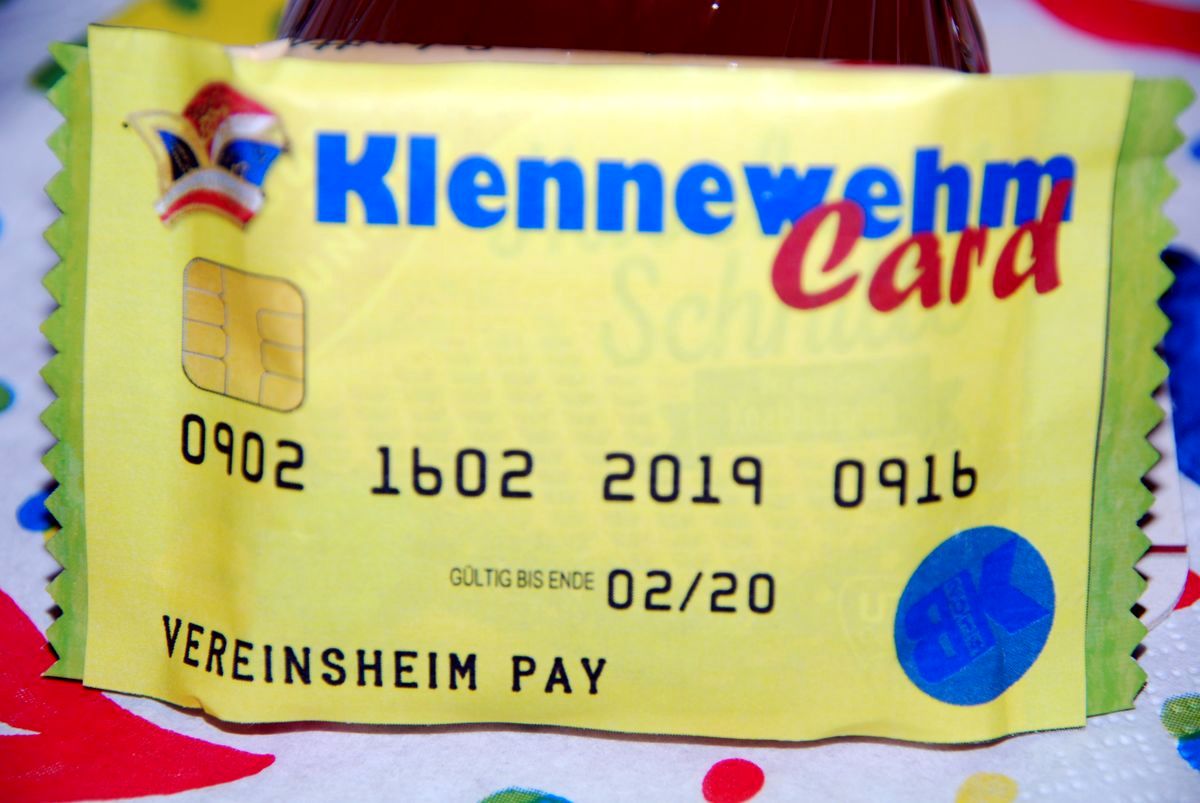 Klennewehm
Card
0902 1602 2019 0916
GÜLTIG BIS ENDE 02/20
VEREINSHEIM PAY